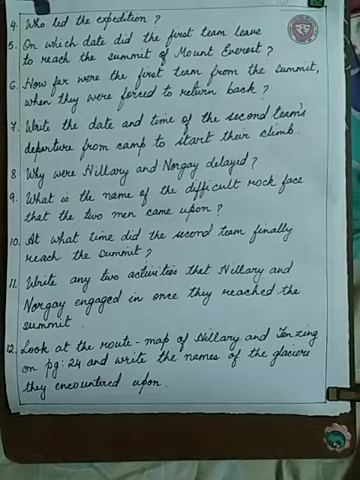 4. Who led the expedition?
5. On which date did the first team leave
to reach the summit of Mount Everest?
6. How far were the first team from the summit,
when they were forced to return back?
7. Write the date and time of the second team's
departure from camp to start their climb.
8 Why were Hillary and Norgay delayed?
9. What is the name of the difficult rock face
that the two men came upon?
10. At what time did the second team finally
reach the summit?
11. Write any two activities that Hillary and
Norgay engaged in once they reached the
summit.
12. Look at the route-map of Hillary and Tenzing
on pg: 24 and write the names of the glaciers
they encountered upon.